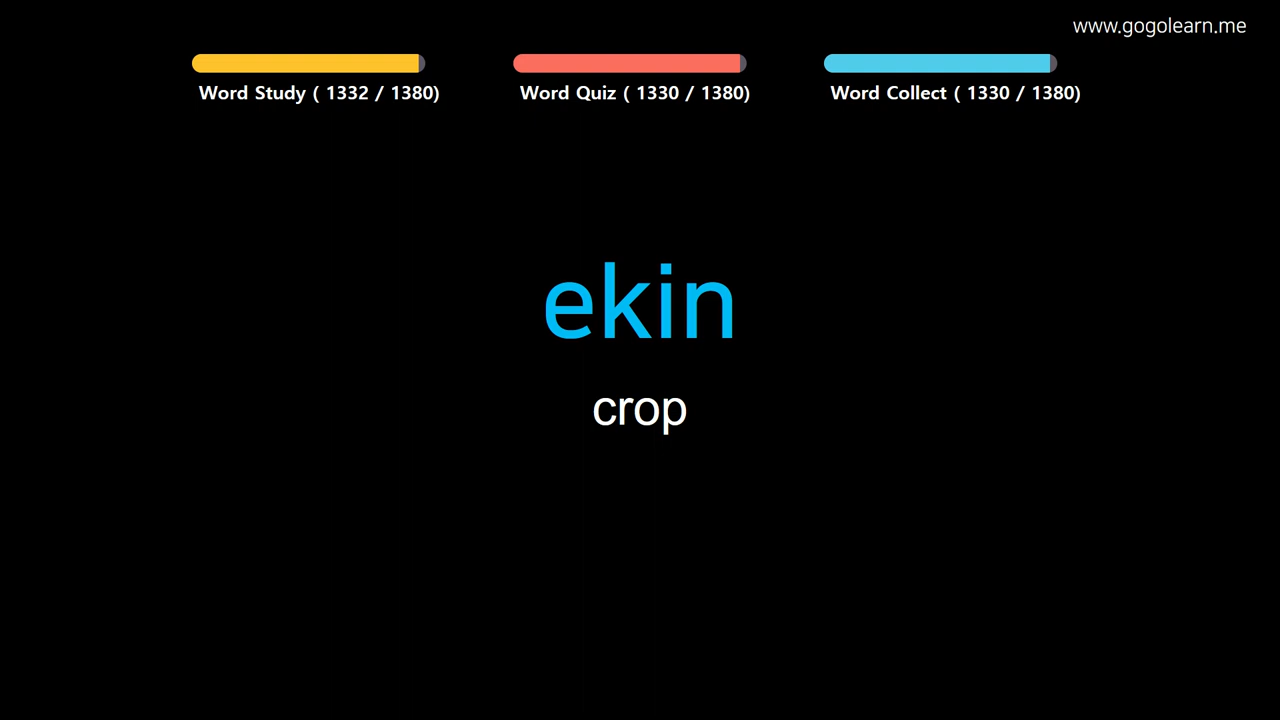 www.gogolearn.me
Word Study ( 1332 / 1380)
Word Quiz ( 1330 / 1380)
Word Collect ( 1330 / 1380)
ekin
crop